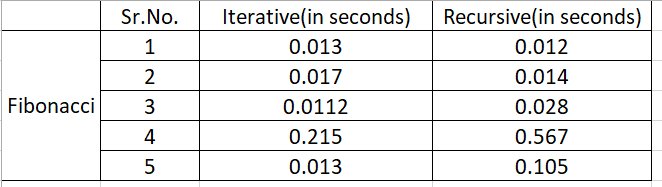 Sr.No. Iterative(in seconds) Recursive(in seconds)
1 0.013 0.012
2 0.017 0.014
Fibonacci 3 0.0112 0.028
4 0.215 0.567
5 0.013 0.105